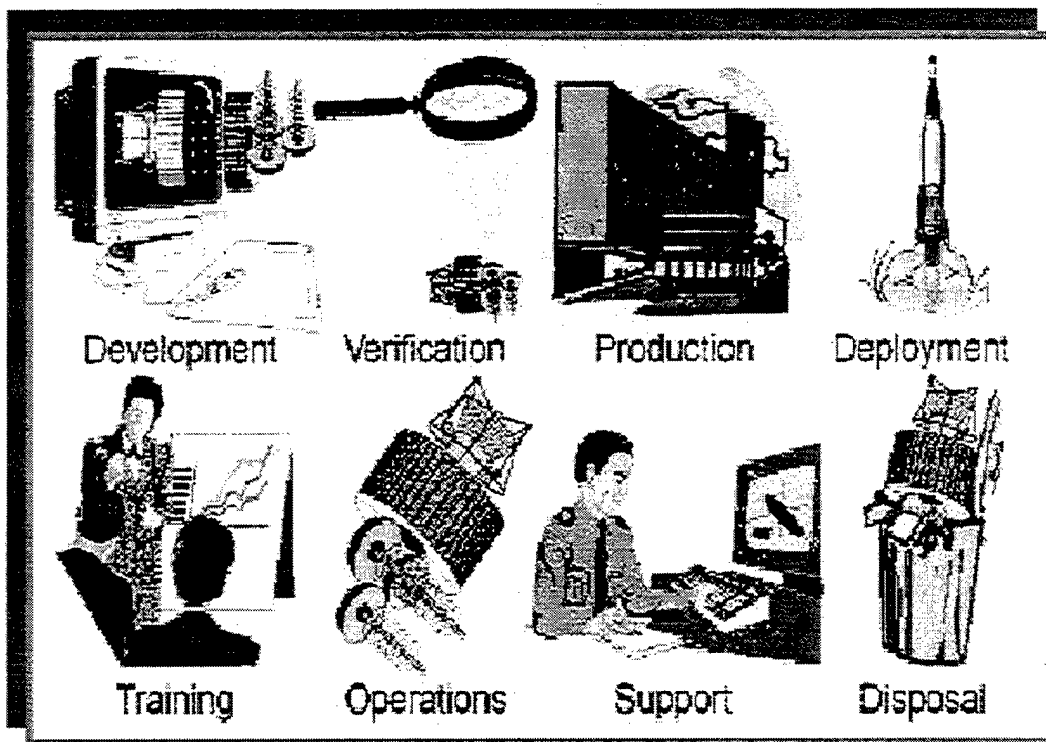 Development Verification Production Deployment
Training Operations Support Disposal